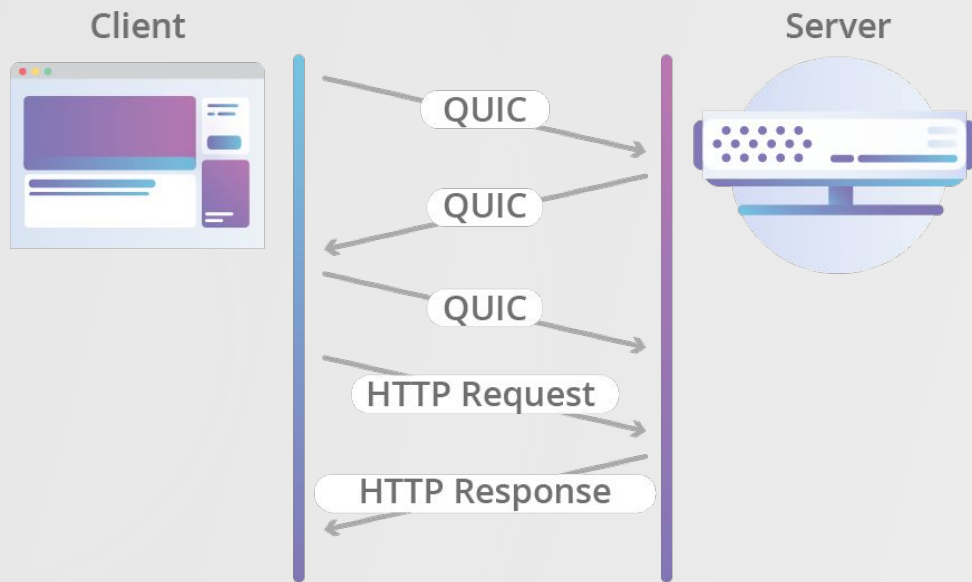 Client
Server
QUIC
QUIC
QUIC
HTTP Request
HTTP Response